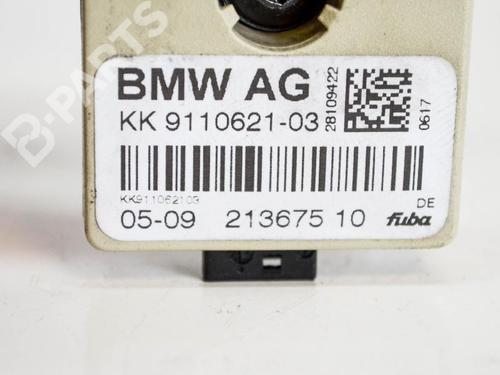 BMW AG
KK 9110621-03
28109422
0617
KK911062103
DE
05-09 213675 10
fuba
B-PARTS